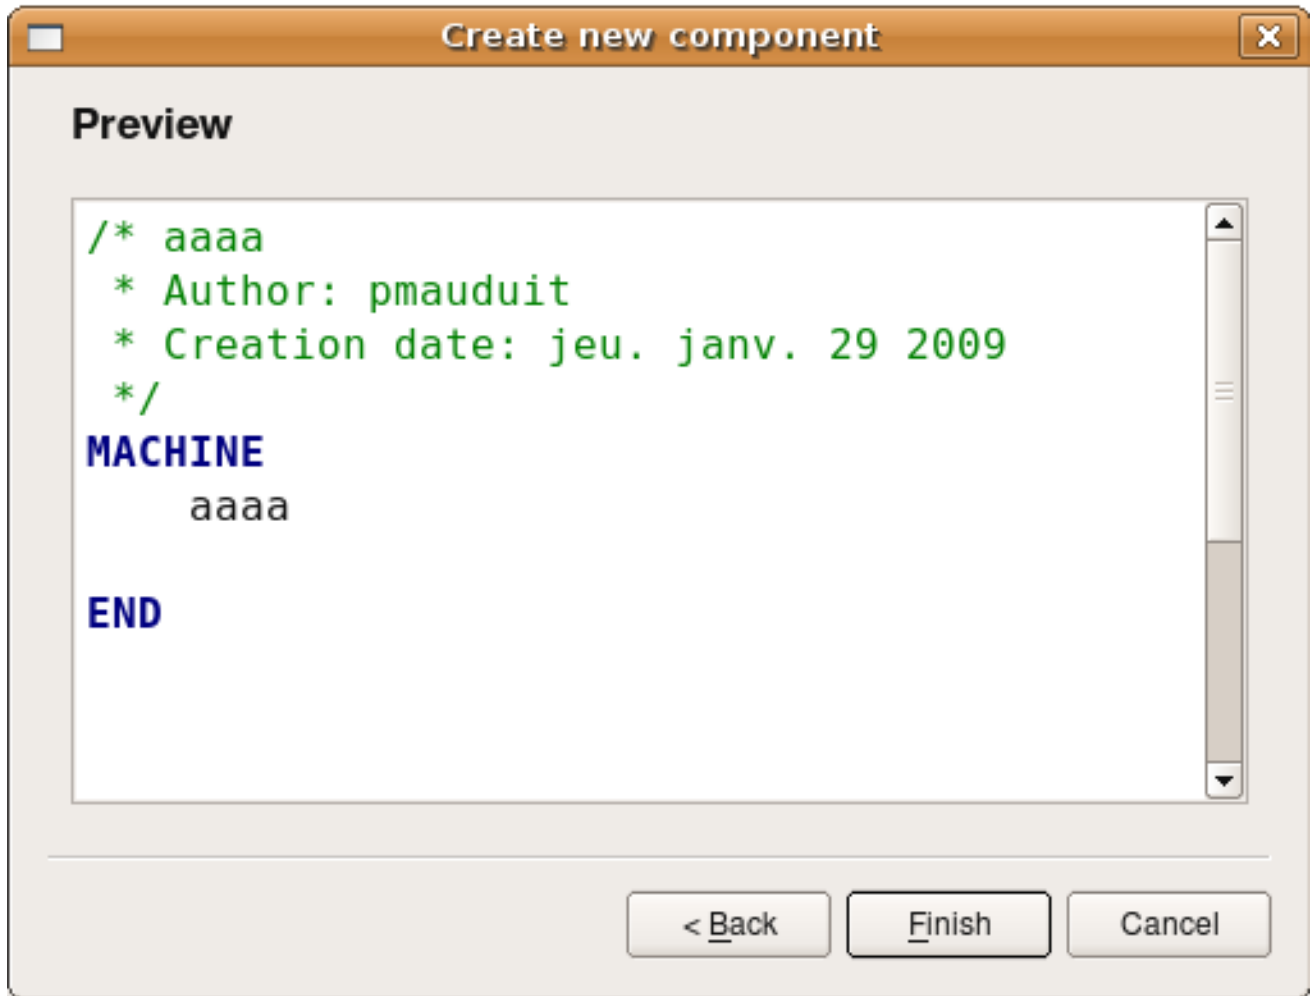 Create new component
Preview
/* aaaa
 * Author: pmauduit
 * Creation date: jeu. janv. 29 2009
 */
MACHINE
    aaaa
END
< Back Finish Cancel